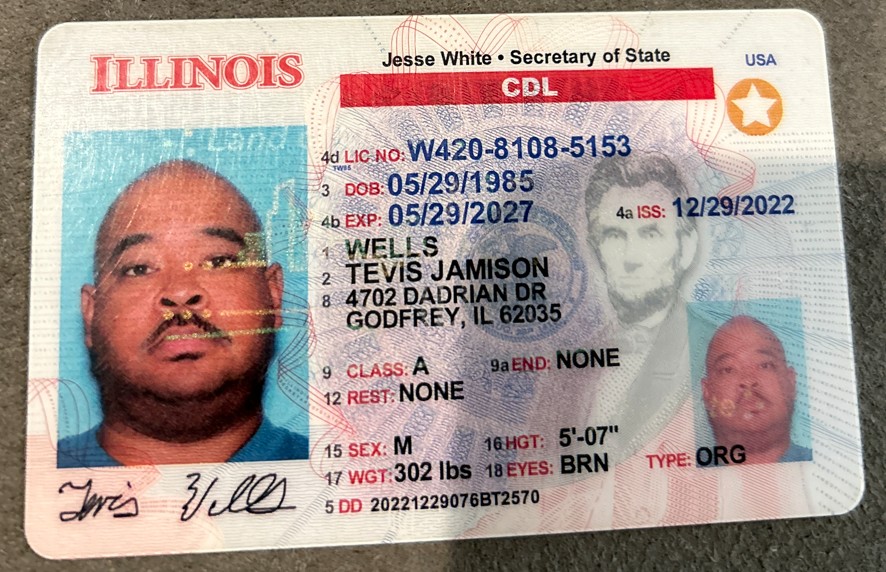 ILLINOIS
Jesse White • Secretary of State
USA
CDL
4d LIC NO: W420-8108-5153
3 DOB: 05/29/1985
4b EXP: 05/29/2027 4a ISS: 12/29/2022
1 WELLS
2 TEVIS JAMISON
8 4702 DADRIAN DR
GODFREY, IL 62035
9 CLASS: A 9a END: NONE
12 REST: NONE
15 SEX: M 16 HGT: 5'-07"
17 WGT: 302 lbs 18 EYES: BRN TYPE: ORG
5 DD 20221229076BT2570
Tevis Wells
Land